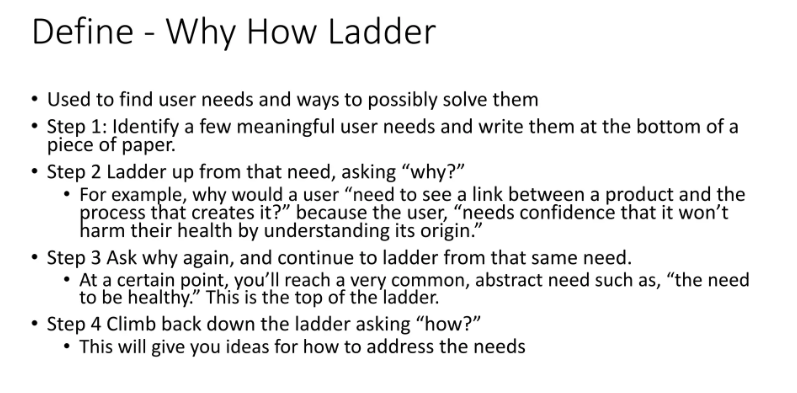 Define - Why How Ladder
• Used to find user needs and ways to possibly solve them
• Step 1: Identify a few meaningful user needs and write them at the bottom of a
piece of paper.
• Step 2 Ladder up from that need, asking “why?”
• For example, why would a user “need to see a link between a product and the
process that creates it?” because the user, “needs confidence that it won’t
harm their health by understanding its origin.”
• Step 3 Ask why again, and continue to ladder from that same need.
• At a certain point, you’ll reach a very common, abstract need such as, “the need
to be healthy.” This is the top of the ladder.
• Step 4 Climb back down the ladder asking “how?”
• This will give you ideas for how to address the needs